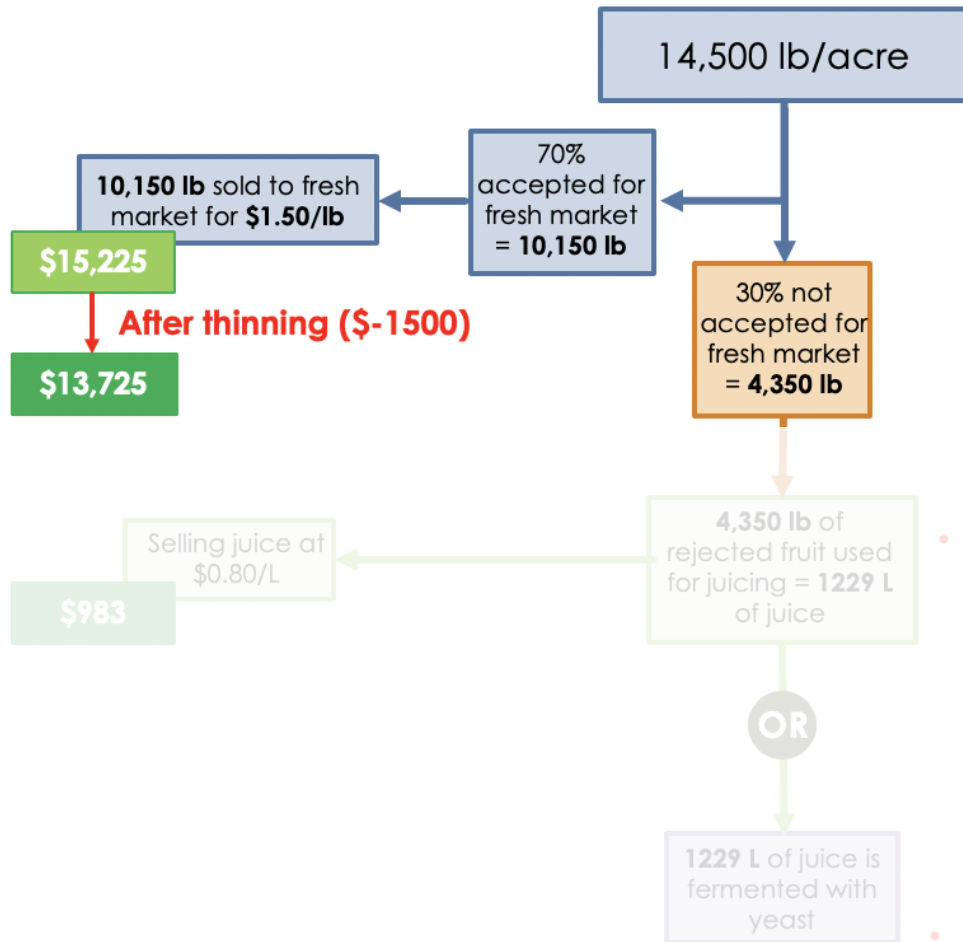 14,500 lb/acre
70%
accepted for
fresh market
= 10,150 lb
10,150 lb sold to fresh
market for $1.50/lb
$15,225
After thinning ($-1500)
$13,725
30% not
accepted for
fresh market
= 4,350 lb
4,350 lb of
rejected fruit used
for juicing = 1229 L
of juice
Selling juice at
$0.80/L
$983
OR
1229 L of juice is
fermented with
yeast